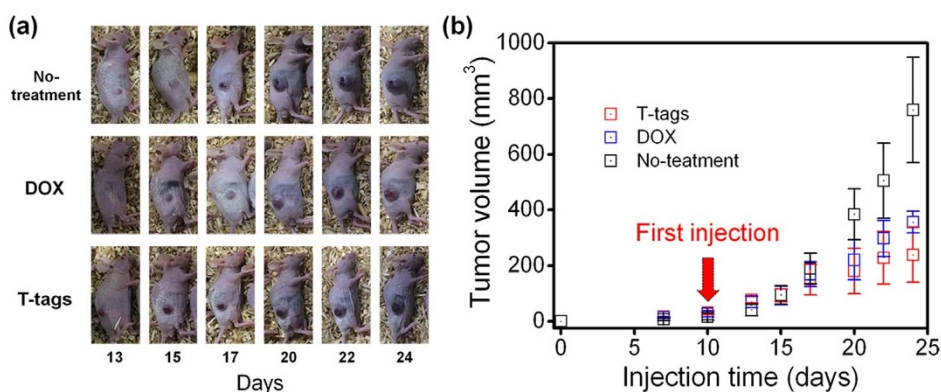 (a)
No-
treatment
DOX
T-tags
13 15 17 20 22 24
Days
(b)
Tumor volume (mm³)
1000
800
600
400
200
0
T-tags
DOX
No-teatment
First injection
0 5 10 15 20 25
Injection time (days)